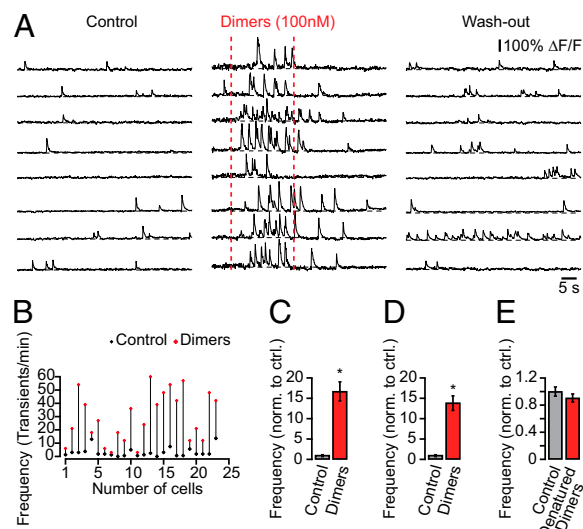 A
Control
Dimers (100nM)
Wash-out
100% ΔF/F
5 s
B
Control Dimers
Frequency (Transients/min)
60
50
40
30
20
10
0
1 5 10 15 20 25
Number of cells
C
Frequency (norm. to ctrl.)
20
15
10
5
0
*
Control
Dimers
D
Frequency (norm. to ctrl.)
20
15
10
5
0
*
Control
Dimers
E
Frequency (norm. to ctrl.)
1.2
0.8
0.4
0
Control
Denatured
Dimers